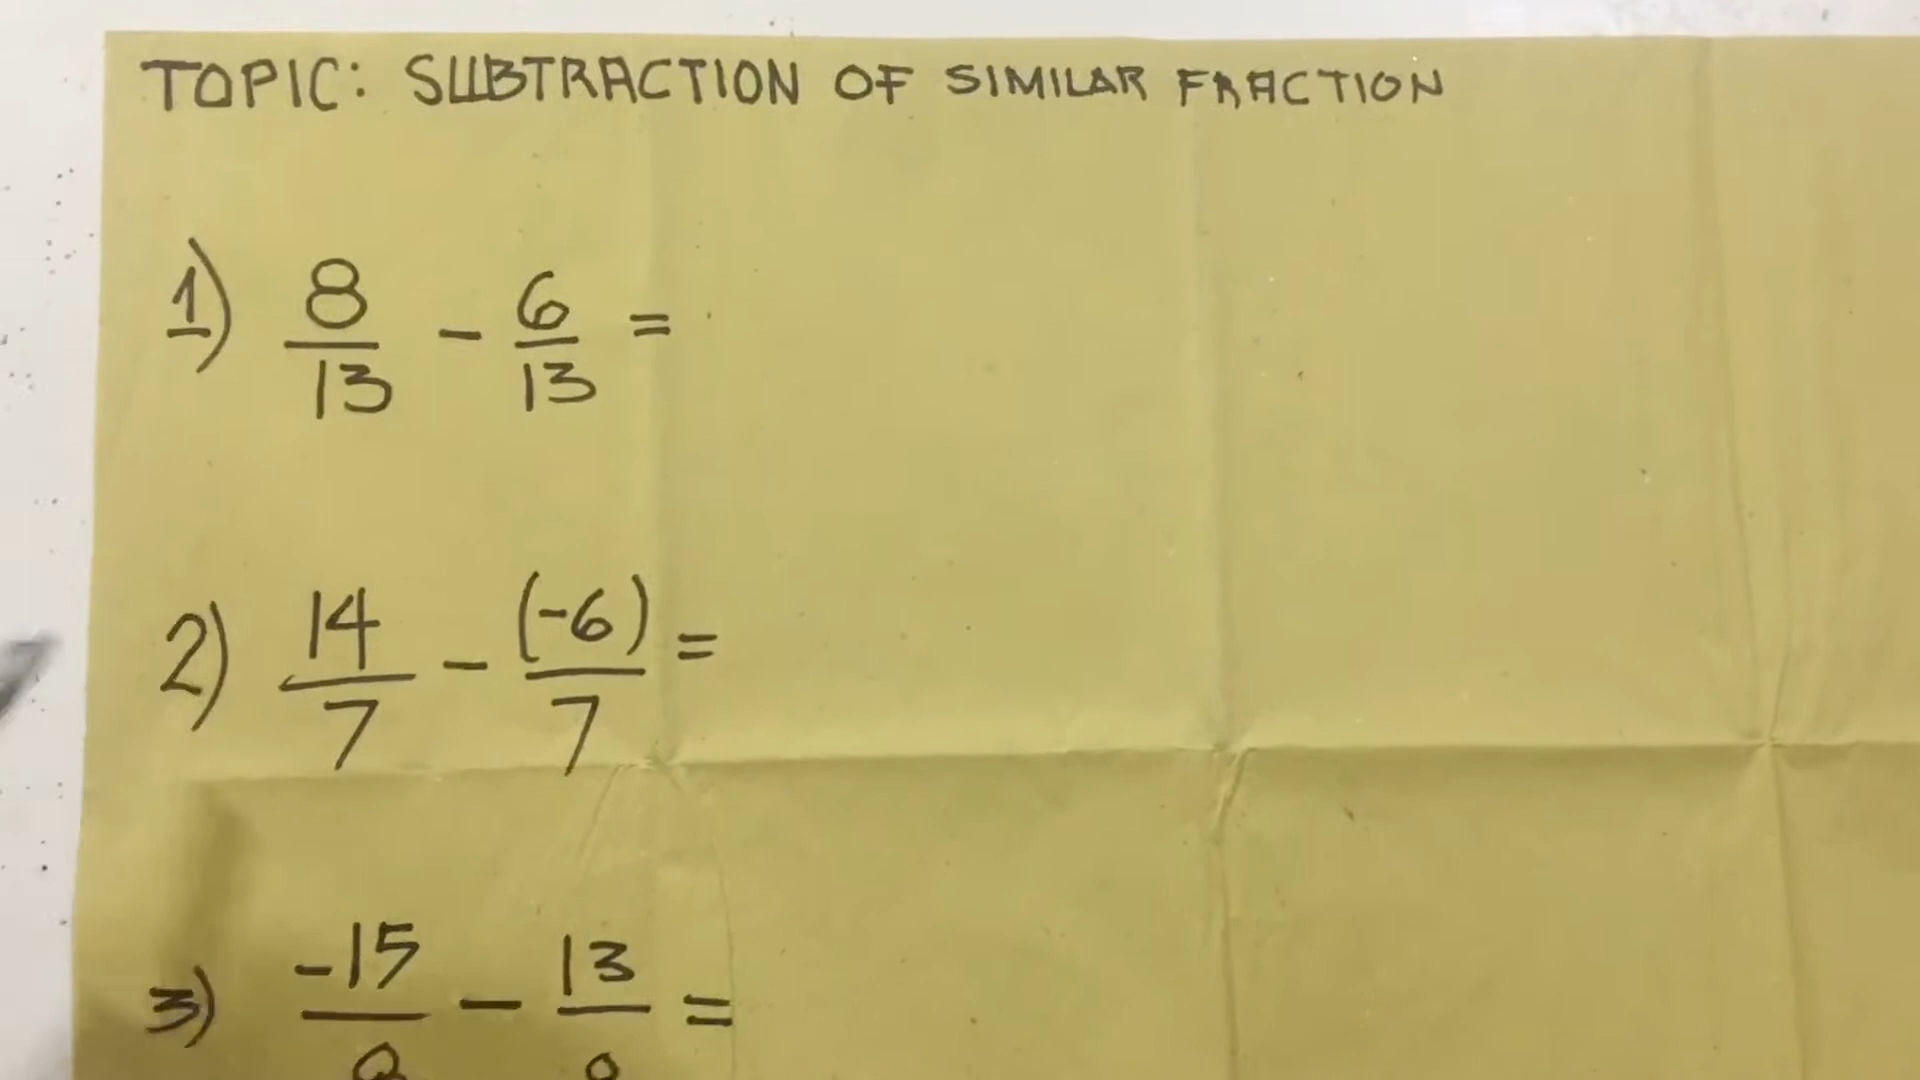 TOPIC: SUBTRACTION OF SIMILAR FRACTION
1) 8/13 - 6/13 =
2) 14/7 - (-6)/7 =
3) -15 - 13 =